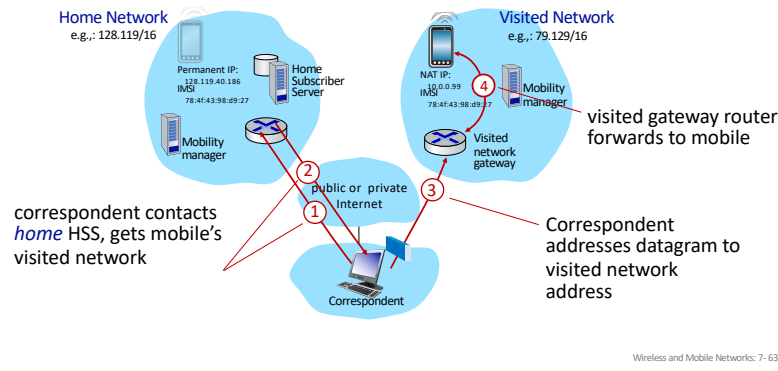 Home Network
e.g.,: 128.119/16
Permanent IP:
128.119.40.186
IMSI
78:4f:43:98:d9:27
Home
Subscriber
Server
Mobility
manager
Visited Network
e.g.,: 79.129/16
NAT IP:
10.0.0.99
IMSI
78:4f:43:98:d9:27
4
Mobility
manager
Visited
network
gateway
visited gateway router
forwards to mobile
2
public or private
Internet
1
3
correspondent contacts
home HSS, gets mobile’s
visited network
Correspondent
addresses datagram to
visited network
address
Correspondent
Wireless and Mobile Networks: 7- 63